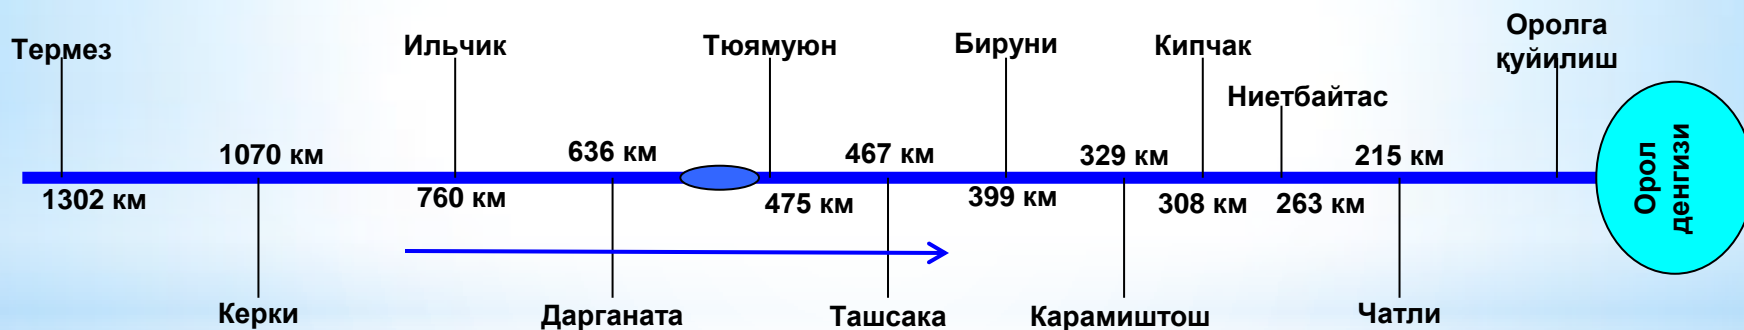 Термез
Ильчик
Тюямуюн
Бируни
Кипчак
Оролга
қуйилиш
Ниетбайтас
1070 км
636 км
467 км
329 км
215 км
1302 км
760 км
475 км
399 км
308 км
263 км
Орол
денгизи
Керки
Дарганата
Ташсака
Карамиштош
Чатли